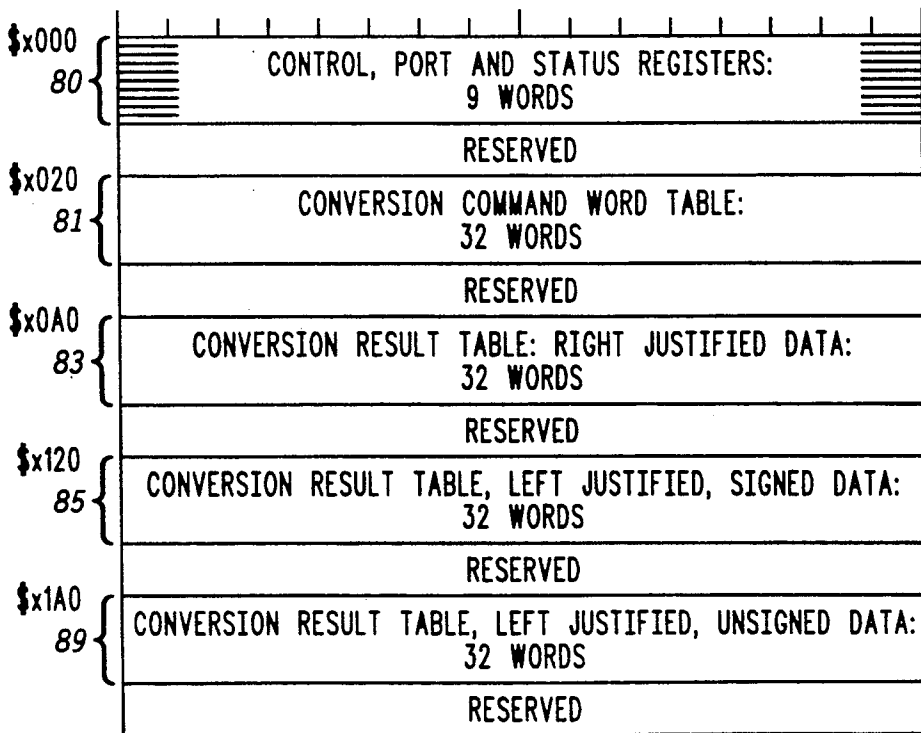 $x000
80
CONTROL, PORT AND STATUS REGISTERS:
9 WORDS
RESERVED
$x020
81
CONVERSION COMMAND WORD TABLE:
32 WORDS
RESERVED
$x0A0
83
CONVERSION RESULT TABLE: RIGHT JUSTIFIED DATA:
32 WORDS
RESERVED
$x120
85
CONVERSION RESULT TABLE, LEFT JUSTIFIED, SIGNED DATA:
32 WORDS
RESERVED
$x1A0
89
CONVERSION RESULT TABLE, LEFT JUSTIFIED, UNSIGNED DATA:
32 WORDS
RESERVED